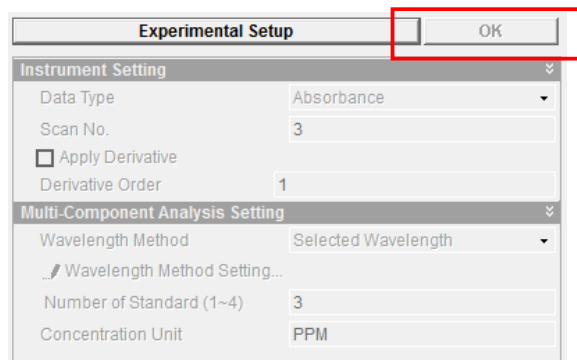 Experimental Setup OK
Instrument Setting
Data Type Absorbance
Scan No. 3
Apply Derivative
Derivative Order 1
Multi-Component Analysis Setting
Wavelength Method Selected Wavelength
Wavelength Method Setting...
Number of Standard (1~4) 3
Concentration Unit PPM